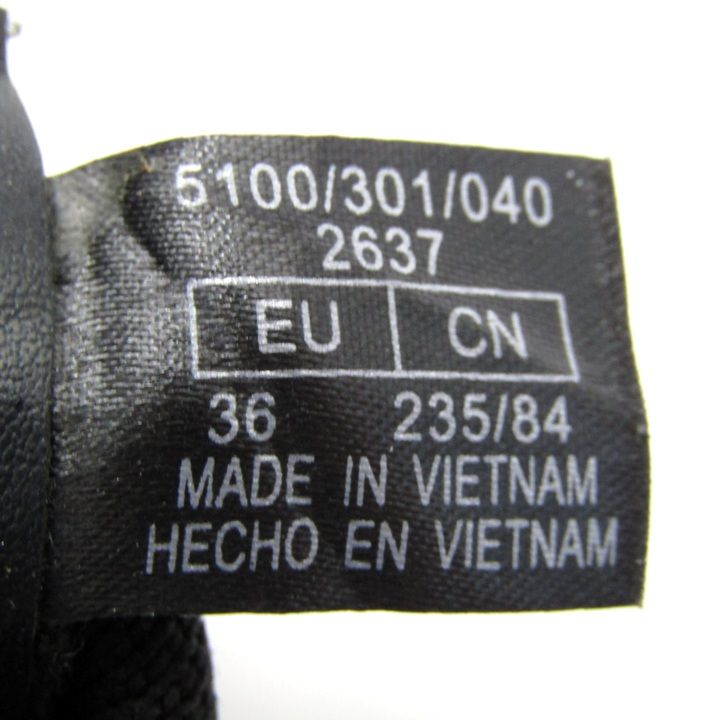 5100/301/040
2637
EU CN
36 235/84
MADE IN VIETNAM
HECHO EN VIETNAM